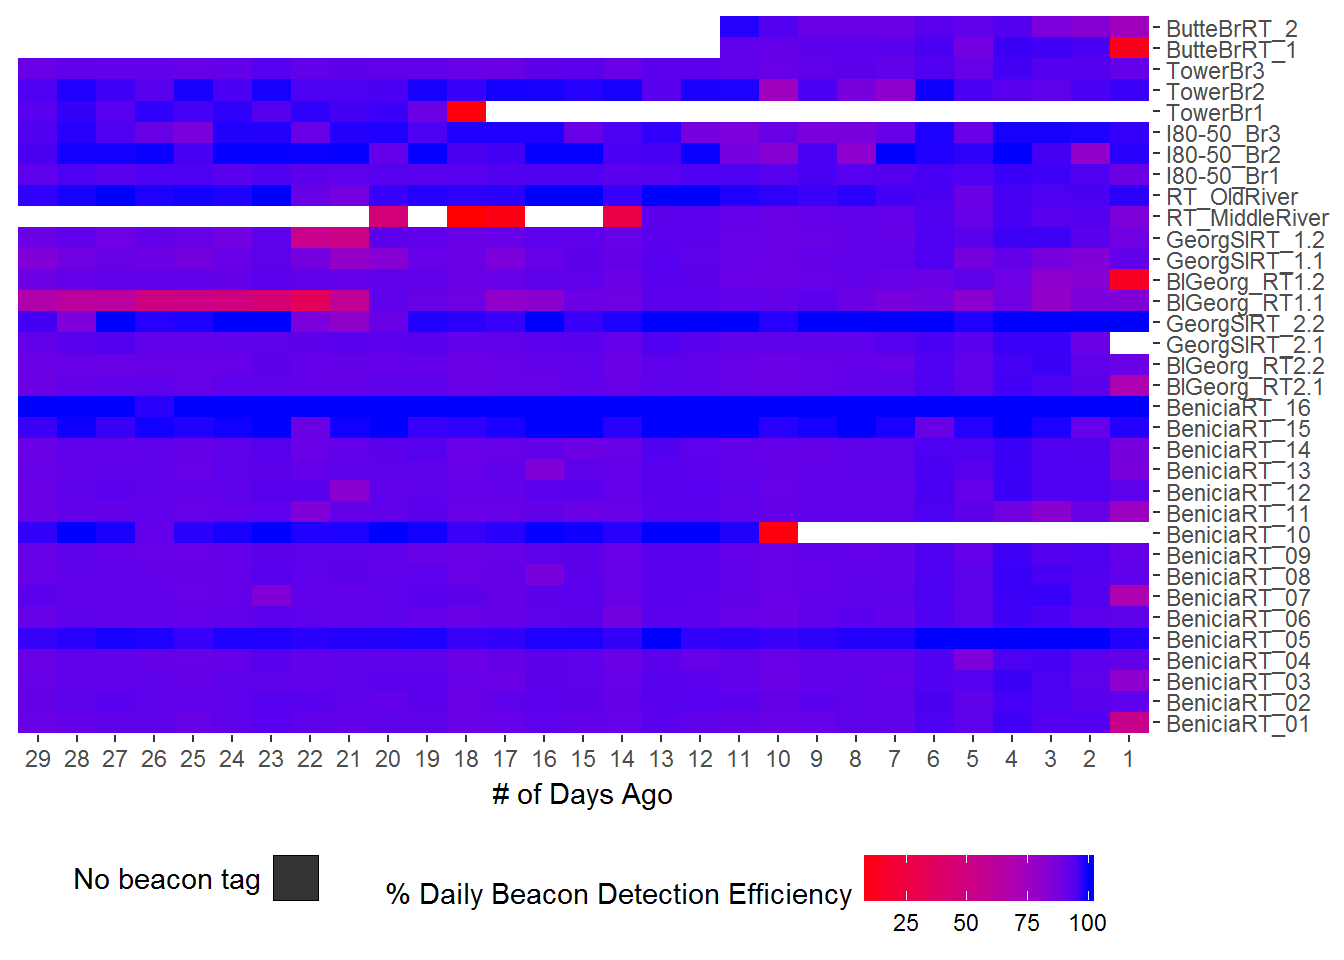 ButteBrRT_2
ButteBrRT_1
TowerBr3
TowerBr2
TowerBr1
I80-50_Br3
I80-50_Br2
I80-50_Br1
RT_OldRiver
RT_MiddleRiver
GeorgSlRT_1.2
GeorgSlRT_1.1
BlGeorg_RT1.2
BlGeorg_RT1.1
GeorgSlRT_2.2
GeorgSlRT_2.1
BlGeorg_RT2.2
BlGeorg_RT2.1
BeniciaRT_16
BeniciaRT_15
BeniciaRT_14
BeniciaRT_13
BeniciaRT_12
BeniciaRT_11
BeniciaRT_10
BeniciaRT_09
BeniciaRT_08
BeniciaRT_07
BeniciaRT_06
BeniciaRT_05
BeniciaRT_04
BeniciaRT_03
BeniciaRT_02
BeniciaRT_01
29 28 27 26 25 24 23 22 21 20 19 18 17 16 15 14 13 12 11 10 9 8 7 6 5 4 3 2 1
# of Days Ago
No beacon tag
% Daily Beacon Detection Efficiency
25 50 75 100